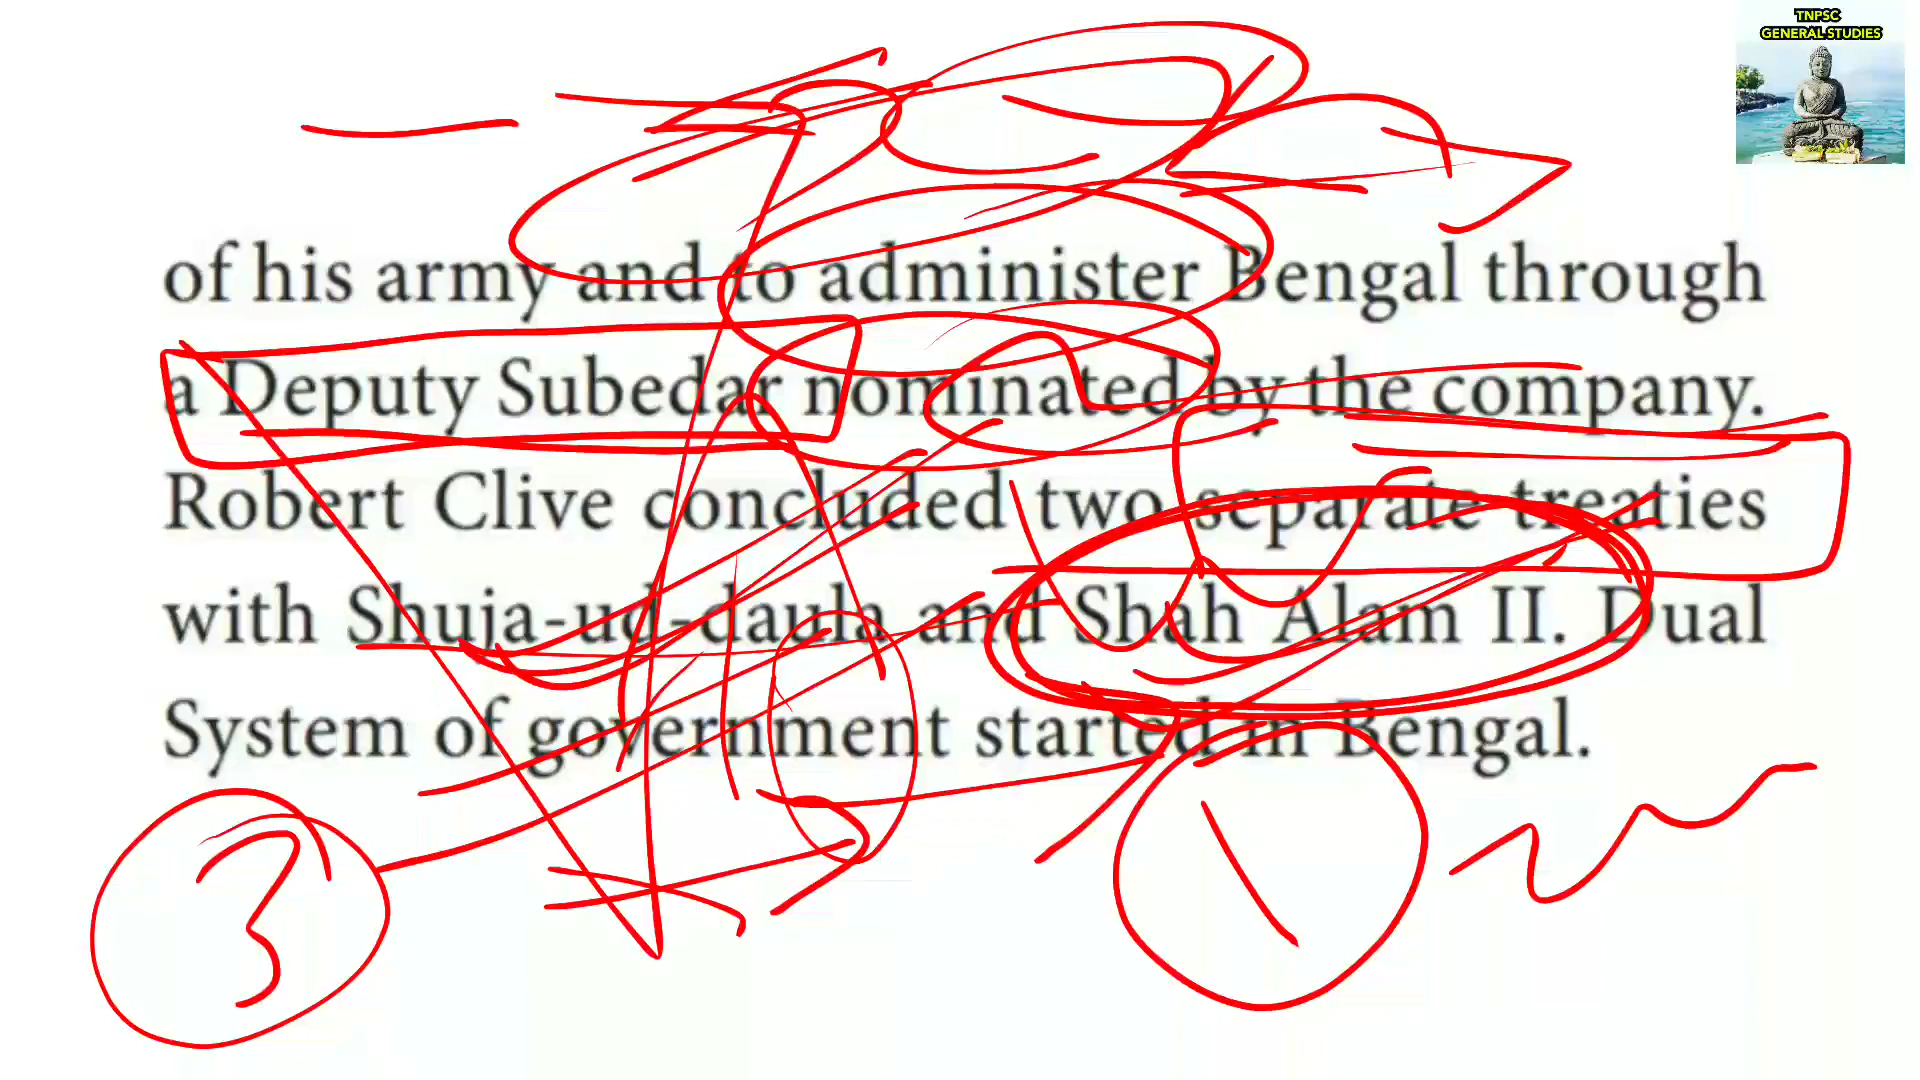 TNPSC
GENERAL STUDIES
of his army and to administer Bengal through
a Deputy Subedar nominated by the company.
Robert Clive concluded two separate treaties
with Shuja-ud-daula and Shah Alam II. Dual
System of government started in Bengal.
3
1